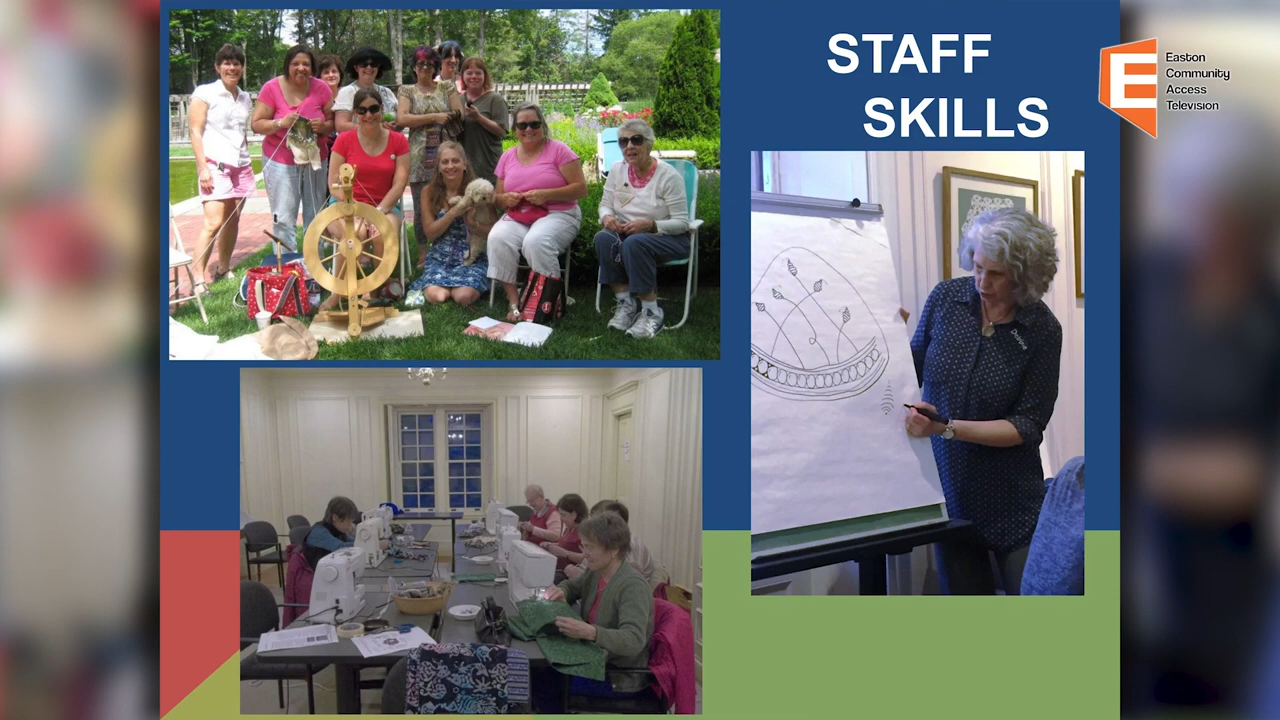 STAFF
SKILLS
Easton
Community
Access
Television